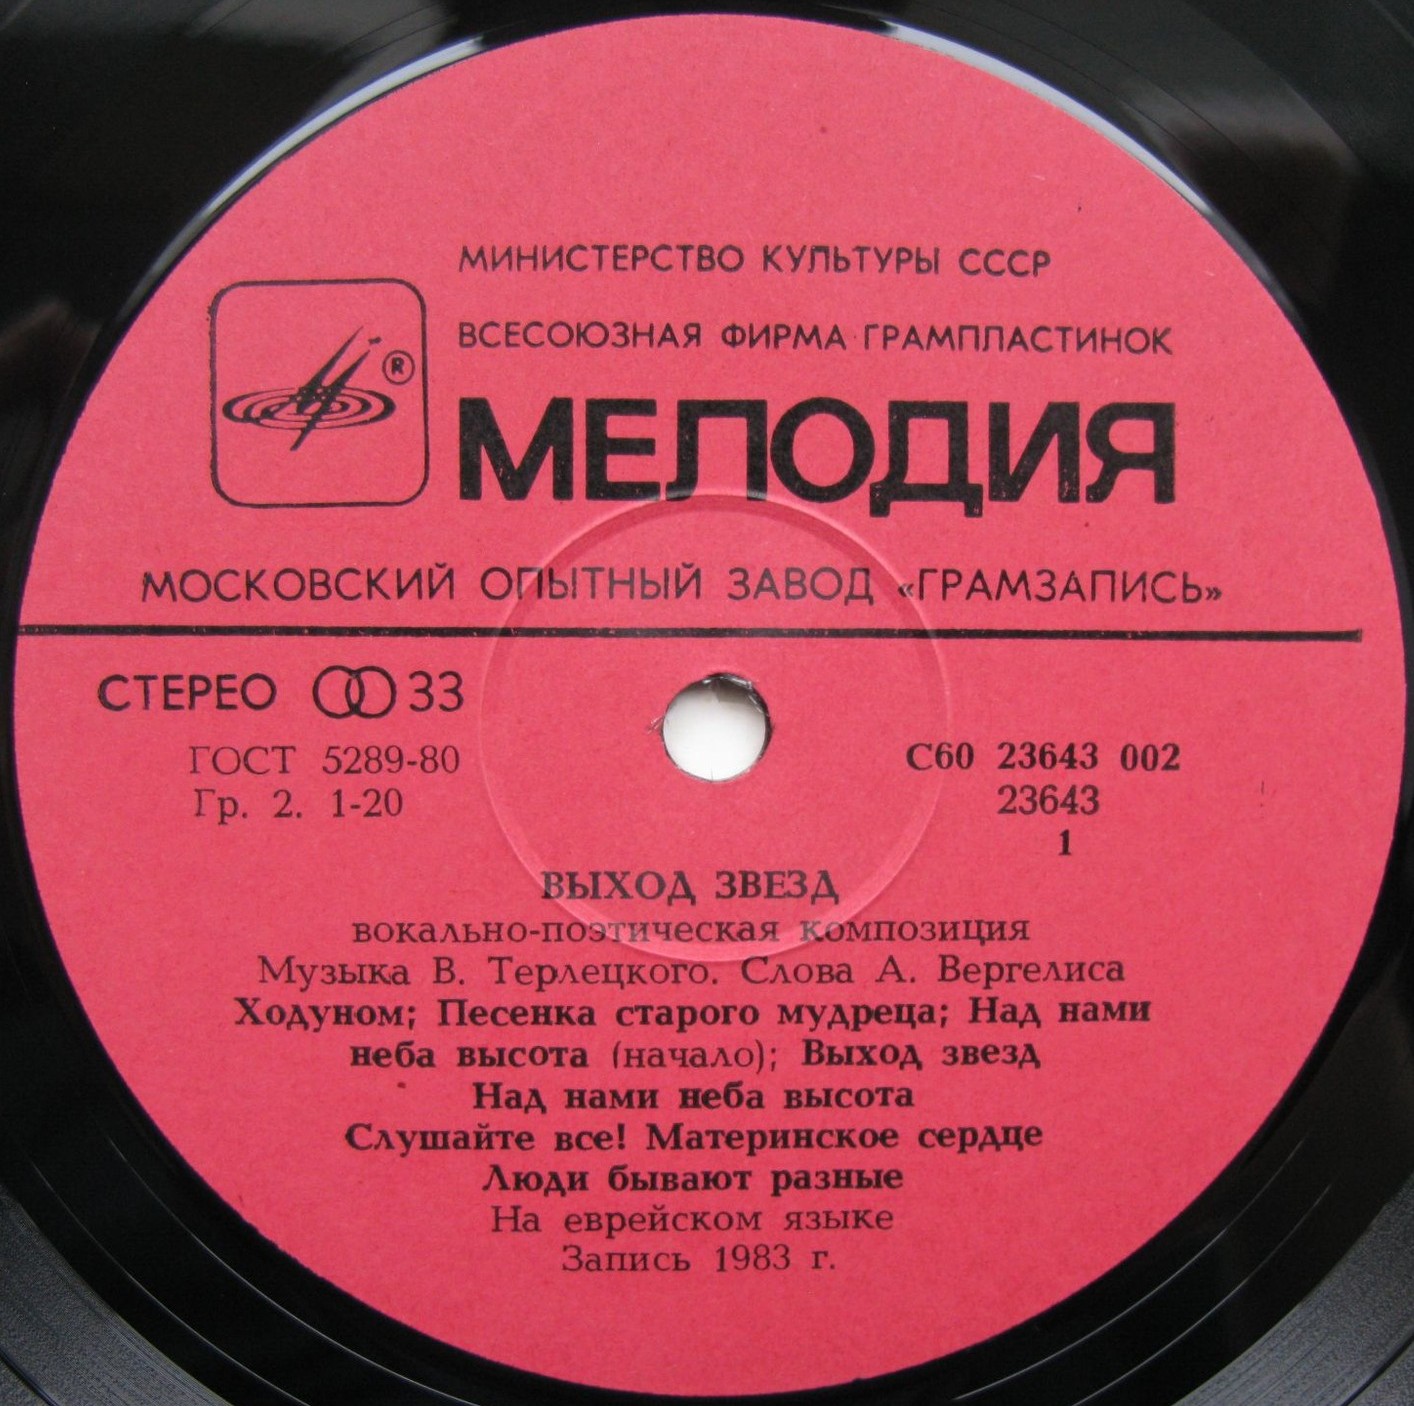 МИНИСТЕРСТВО КУЛЬТУРЫ СССР
ВСЕСОЮЗНАЯ ФИРМА ГРАМПЛАСТИНОК
®
МЕЛОДИЯ
МОСКОВСКИЙ ОПЫТНЫЙ ЗАВОД «ГРАМЗАПИСЬ»
СТЕРЕО 33
ГОСТ 5289-80
Гр. 2. 1-20
С60 23643 002
23643
1
ВЫХОД ЗВЕЗД
вокально-поэтическая композиция
Музыка В. Терлецкого. Слова А. Вергелиса
Ходуном; Песенка старого мудреца; Над нами
неба высота (начало); Выход звезд
Над нами неба высота
Слушайте все! Материнское сердце
Люди бывают разные
На еврейском языке
Запись 1983 г.